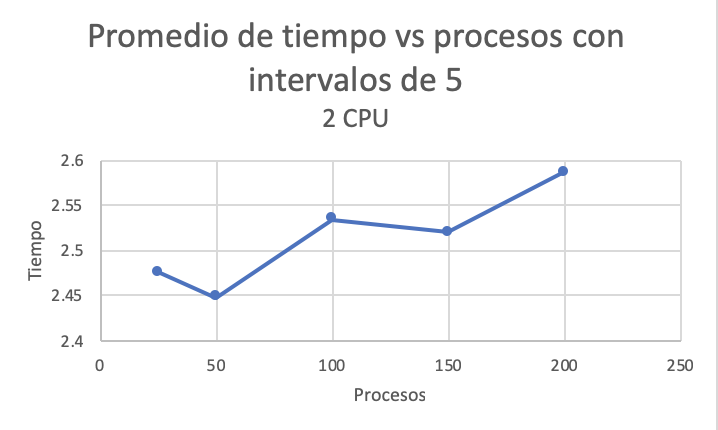 Promedio de tiempo vs procesos con
intervalos de 5
2 CPU
2.6
2.55
2.5
2.45
2.4
Tiempo
0 50 100 150 200 250
Procesos